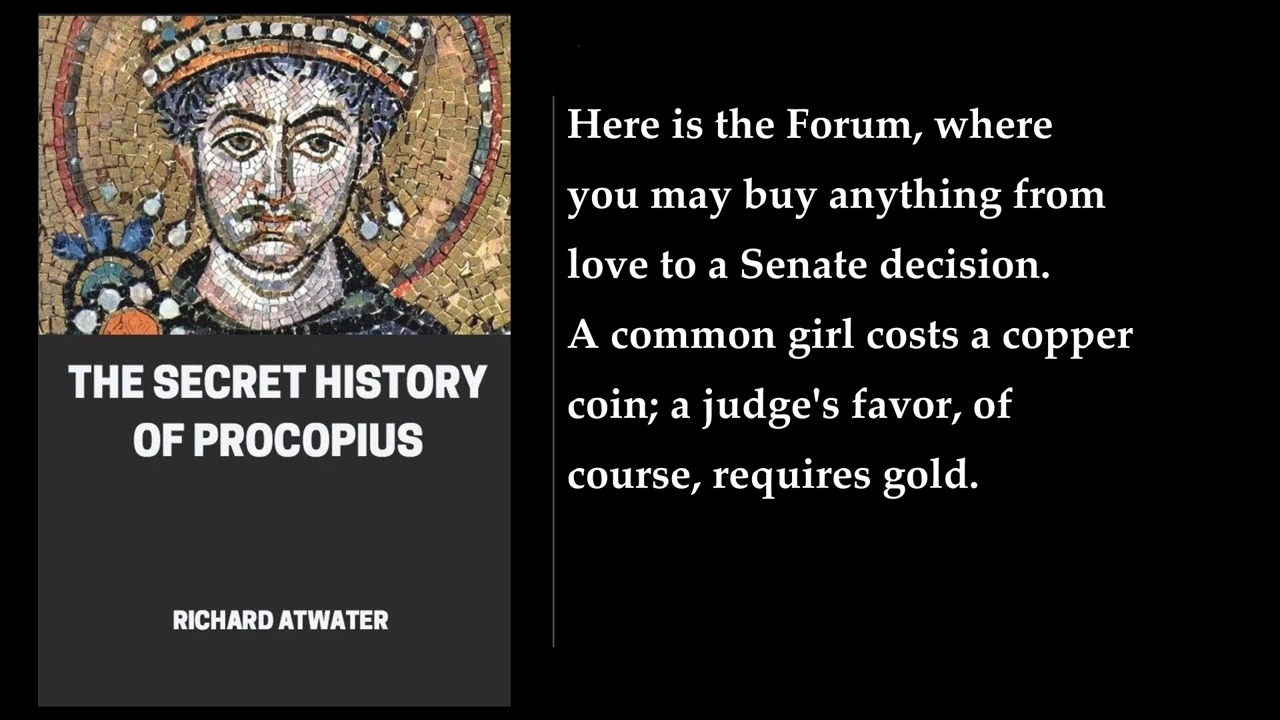 THE SECRET HISTORY
OF PROCOPIUS
RICHARD ATWATER
Here is the Forum, where
you may buy anything from
love to a Senate decision.
A common girl costs a copper
coin; a judge's favor, of
course, requires gold.